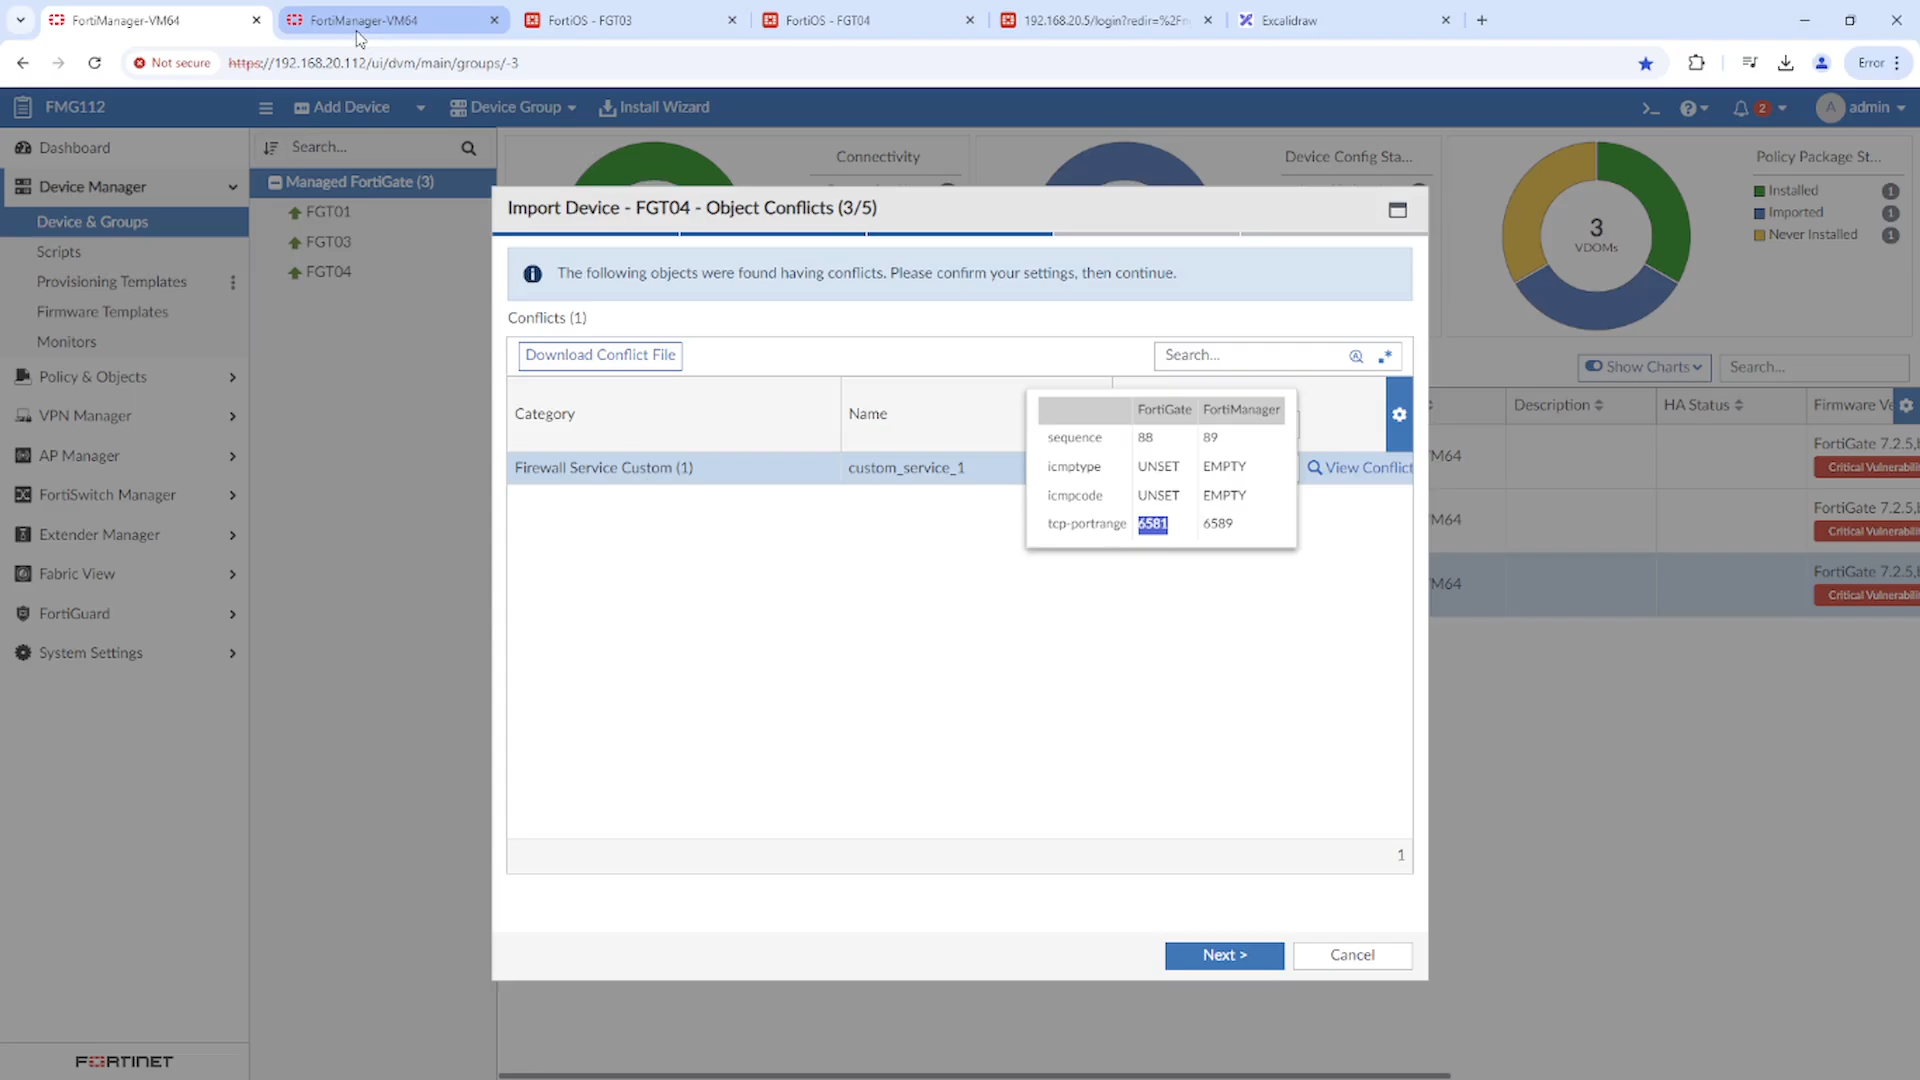 FortiManager-VM64
FortiManager-VM64
FortiOS - FGT03
FortiOS - FGT04
192.168.20.5/login?redir=%2Fn
Excalidraw
Not secure
https://192.168.20.112/ui/dvm/main/groups/-3
Error
FMG112
Add Device
Device Group
Install Wizard
2
A
admin
Dashboard
Device Manager
Device & Groups
Scripts
Provisioning Templates
Firmware Templates
Monitors
Policy & Objects
VPN Manager
AP Manager
FortiSwitch Manager
Extender Manager
Fabric View
FortiGuard
System Settings
FORTINET
Search...
Managed FortiGate (3)
FGT01
FGT03
FGT04
Connectivity
Device Config Sta...
3
VDOMs
Policy Package St...
Installed 1
Imported 1
Never Installed 1
Show Charts
Search...
Description
HA Status
Firmware Ve
M64
FortiGate 7.2.5,b
Critical Vulnerabili
M64
FortiGate 7.2.5,b
Critical Vulnerabili
M64
FortiGate 7.2.5,b
Critical Vulnerabili
Import Device - FGT04 - Object Conflicts (3/5)
The following objects were found having conflicts. Please confirm your settings, then continue.
Conflicts (1)
Download Conflict File
Search...
Category
Name
Firewall Service Custom (1)
custom_service_1
View Conflict
FortiGate FortiManager
sequence 88 89
icmptype UNSET EMPTY
icmpcode UNSET EMPTY
tcp-portrange 6581 6589
1
Next >
Cancel